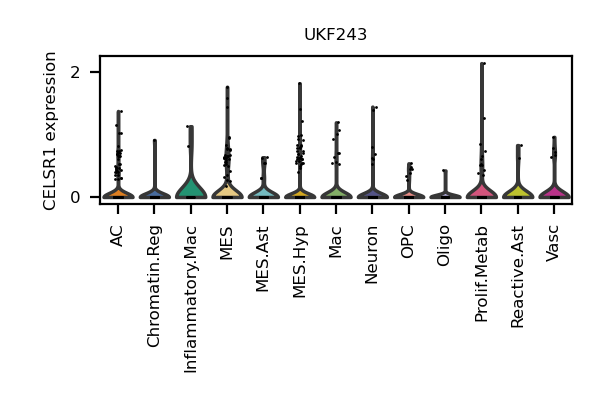 UKF243
CELSR1 expression
2
0
AC
Chromatin.Reg
Inflammatory.Mac
MES
MES.Ast
MES.Hyp
Mac
Neuron
OPC
Oligo
Prolif.Metab
Reactive.Ast
Vasc